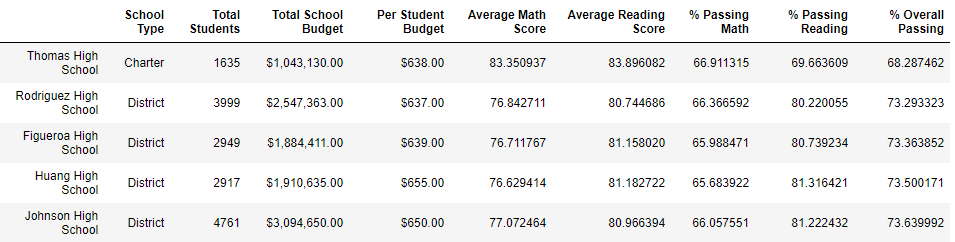 School Type Total Students Total School Budget Per Student Budget Average Math Score Average Reading Score % Passing Math % Passing Reading % Overall Passing
Thomas High School Charter 1635 $1,043,130.00 $638.00 83.350937 83.896082 66.911315 69.663609 68.287462
Rodriguez High School District 3999 $2,547,363.00 $637.00 76.842711 80.744686 66.366592 80.220055 73.293323
Figueroa High School District 2949 $1,884,411.00 $639.00 76.711767 81.158020 65.988471 80.739234 73.363852
Huang High School District 2917 $1,910,635.00 $655.00 76.629414 81.182722 65.683922 81.316421 73.500171
Johnson High School District 4761 $3,094,650.00 $650.00 77.072464 80.966394 66.057551 81.222432 73.639992